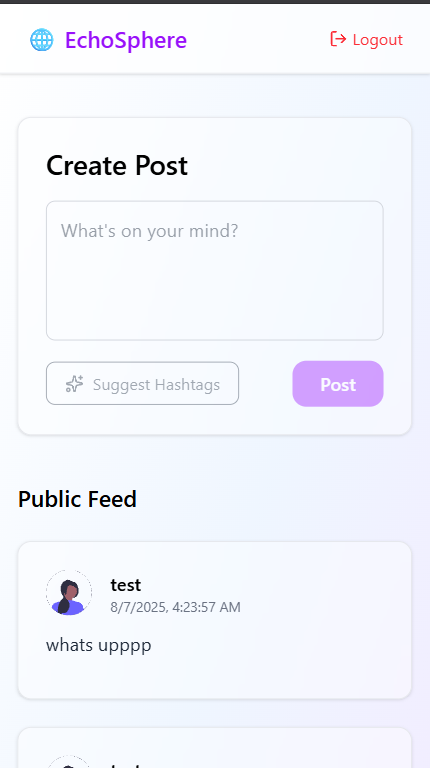 EchoSphere
Logout
Create Post
What's on your mind?
Suggest Hashtags
Post
Public Feed
test
8/7/2025, 4:23:57 AM
whats upppp